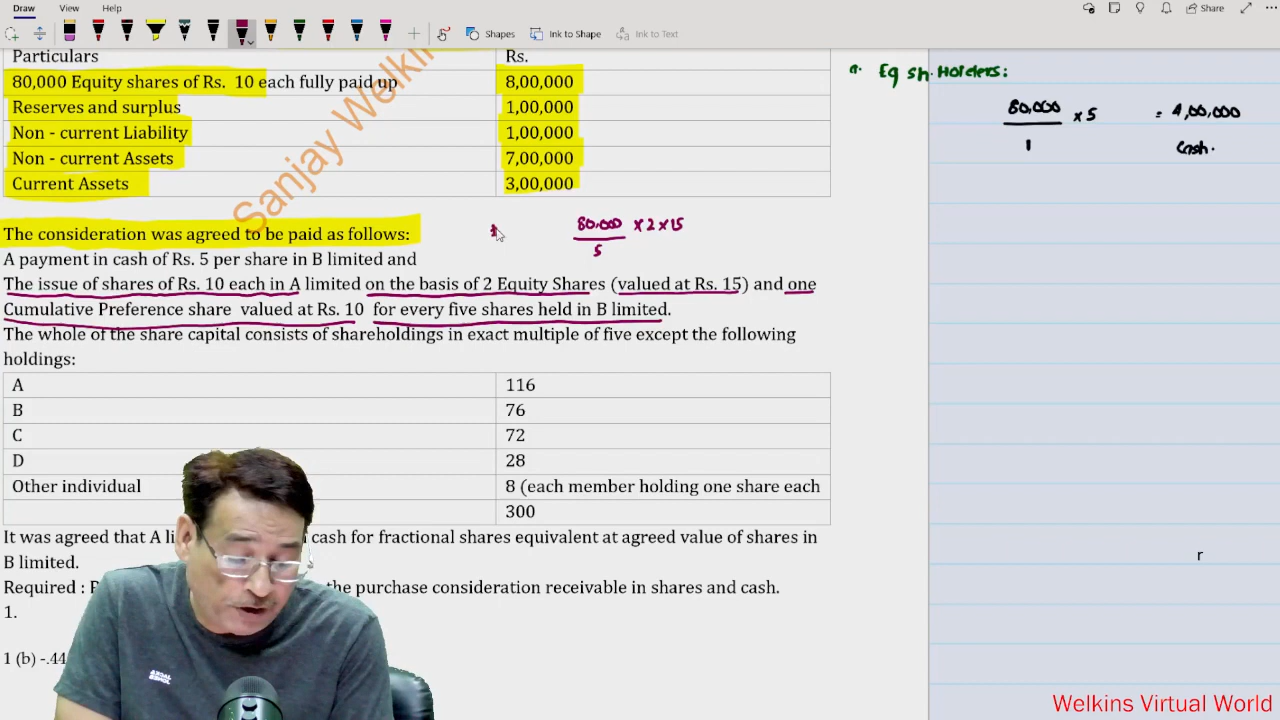 Draw View Help
Share
Shapes Ink to Shape Ink to Text
Particulars Rs.
80,000 Equity shares of Rs. 10 each fully paid up 8,00,000
Reserves and surplus 1,00,000
Non - current Liability 1,00,000
Non - current Assets 7,00,000
Current Assets 3,00,000
Sanjay Welkin
The consideration was agreed to be paid as follows:
80,000 × 2 × 15
5
A payment in cash of Rs. 5 per share in B limited and
The issue of shares of Rs. 10 each in A limited on the basis of 2 Equity Shares (valued at Rs. 15) and one
Cumulative Preference share valued at Rs. 10 for every five shares held in B limited.
The whole of the share capital consists of shareholdings in exact multiple of five except the following
holdings:
A 116
B 76
C 72
D 28
Other individual 8 (each member holding one share each
300
It was agreed that A li cash for fractional shares equivalent at agreed value of shares in
B limited.
Required : the purchase consideration receivable in shares and cash.
1.
1 (b) -.44
Eq sh. Holders:
80,000 × 5 = 4,00,000
1 Cash.
r
Welkins Virtual World